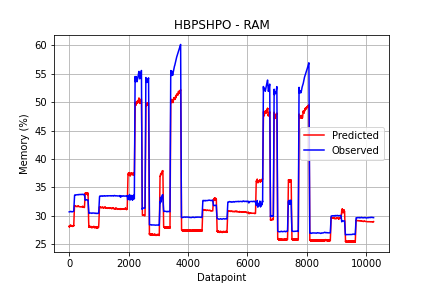 HBPSHPO - RAM
60
55
50
45
40
35
30
25
Memory (%)
Predicted
Observed
0
2000
4000
6000
8000
10000
Datapoint